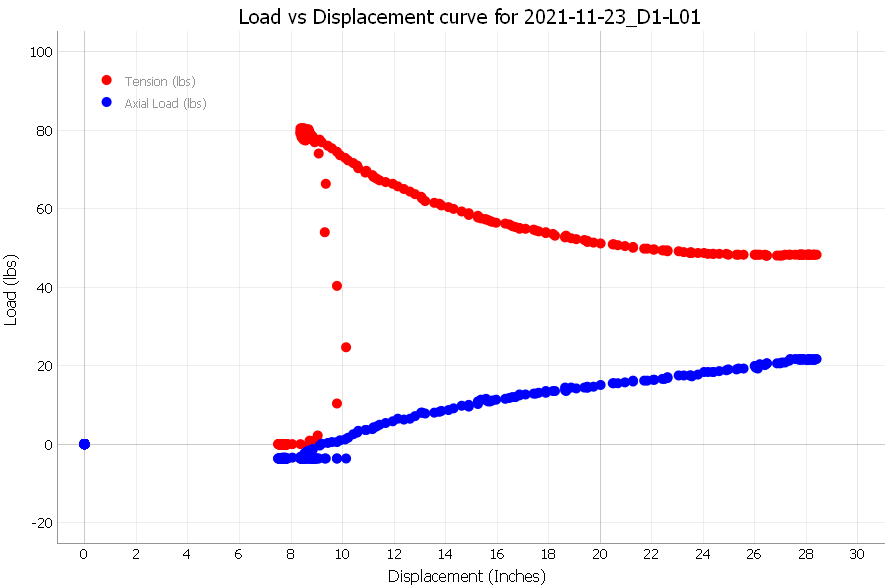 Load vs Displacement curve for 2021-11-23_D1-L01
100
Tension (lbs)
Axial Load (lbs)
80
60
Load (lbs)
40
20
0
-20
0 2 4 6 8 10 12 14 16 18 20 22 24 26 28 30
Displacement (Inches)